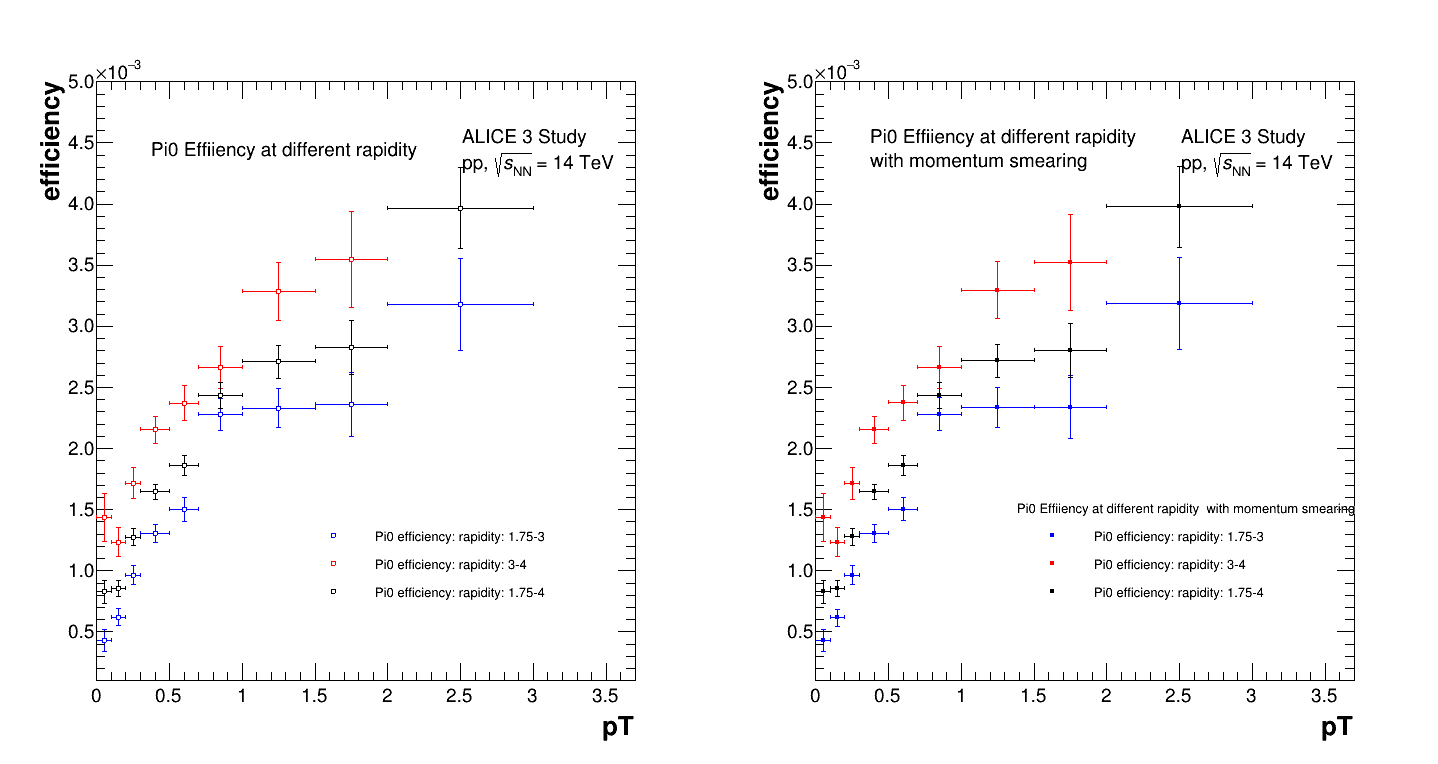 ×10⁻³
5.0
4.5
4.0
3.5
3.0
2.5
2.0
1.5
1.0
0.5
efficiency
Pi0 Effiiency at different rapidity
ALICE 3 Study
pp, √sNN = 14 TeV
Pi0 efficiency: rapidity: 1.75-3
Pi0 efficiency: rapidity: 3-4
Pi0 efficiency: rapidity: 1.75-4
0 0.5 1 1.5 2 2.5 3 3.5
pT
×10⁻³
5.0
4.5
4.0
3.5
3.0
2.5
2.0
1.5
1.0
0.5
efficiency
Pi0 Effiiency at different rapidity
with momentum smearing
ALICE 3 Study
pp, √sNN = 14 TeV
Pi0 Effiiency at different rapidity with momentum smearing
Pi0 efficiency: rapidity: 1.75-3
Pi0 efficiency: rapidity: 3-4
Pi0 efficiency: rapidity: 1.75-4
0 0.5 1 1.5 2 2.5 3 3.5
pT